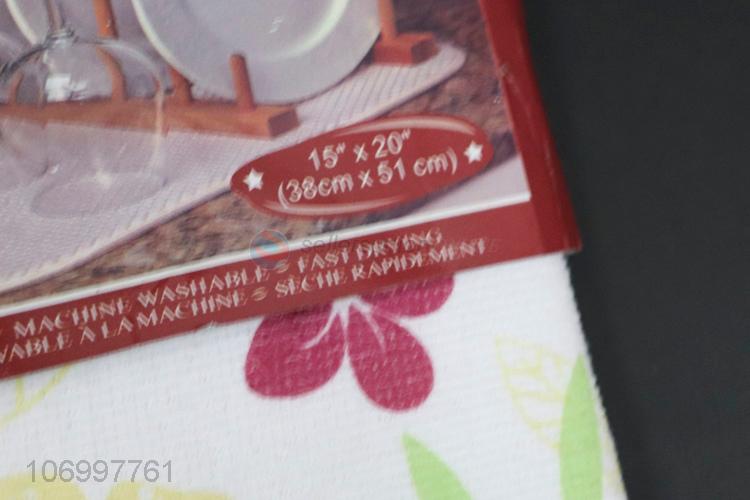 15" x 20"
(38cm x 51 cm)
MACHINE WASHABLE FAST DRYING
VABLE À LA MACHINE SÈCHE RAPIDEMENT
106997761